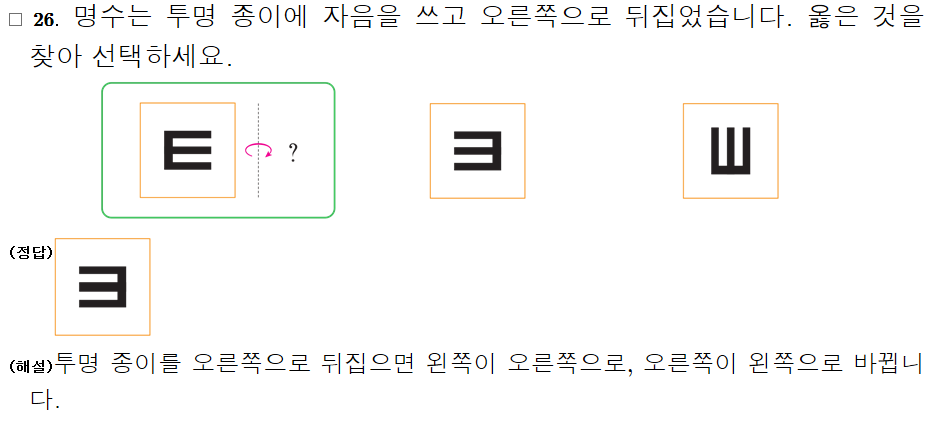 □ 26. 명수는 투명 종이에 자음을 쓰고 오른쪽으로 뒤집었습니다. 옳은 것을
찾아 선택하세요.
E ? ヨ Ш
(정답) ヨ
(해설)투명 종이를 오른쪽으로 뒤집으면 왼쪽이 오른쪽으로, 오른쪽이 왼쪽으로 바뀝니
다.